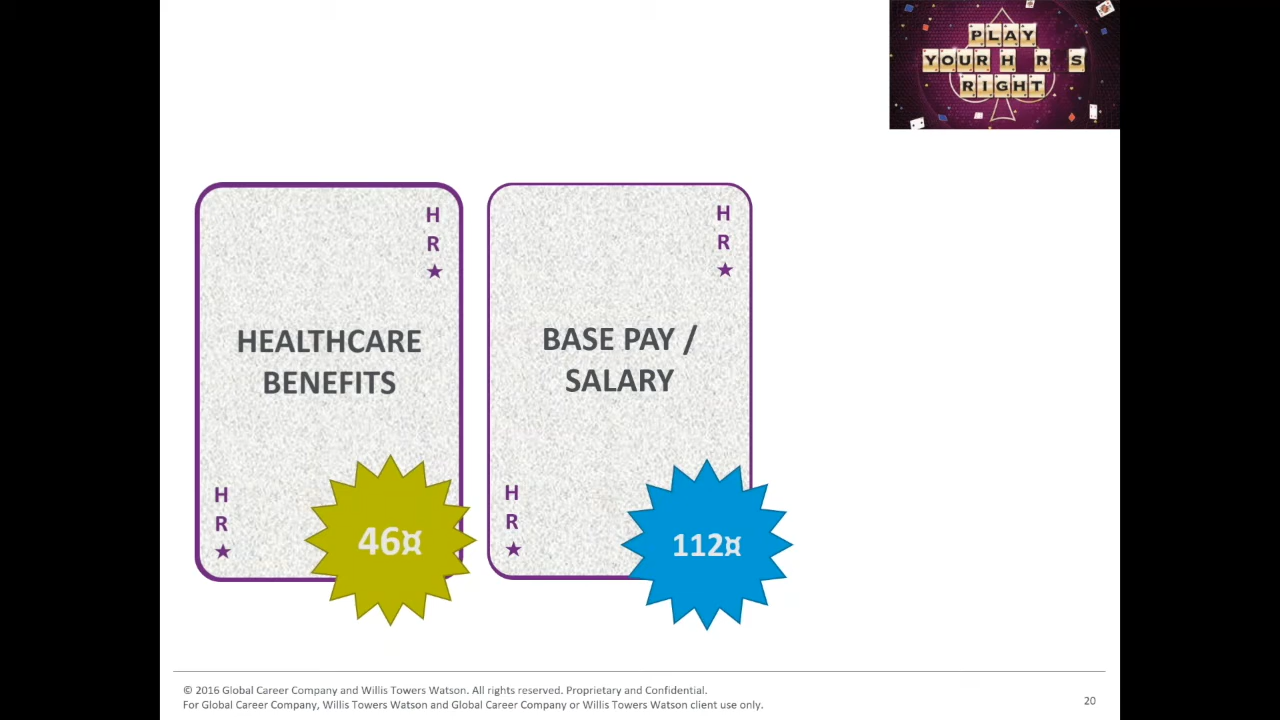 PLAY
YOUR H R S
RIGHT
H
R
★
HEALTHCARE
BENEFITS
H
R
★
46¤
H
R
★
BASE PAY /
SALARY
H
R
★
112¤
© 2016 Global Career Company and Willis Towers Watson. All rights reserved. Proprietary and Confidential.
For Global Career Company, Willis Towers Watson and Global Career Company or Willis Towers Watson client use only.
20